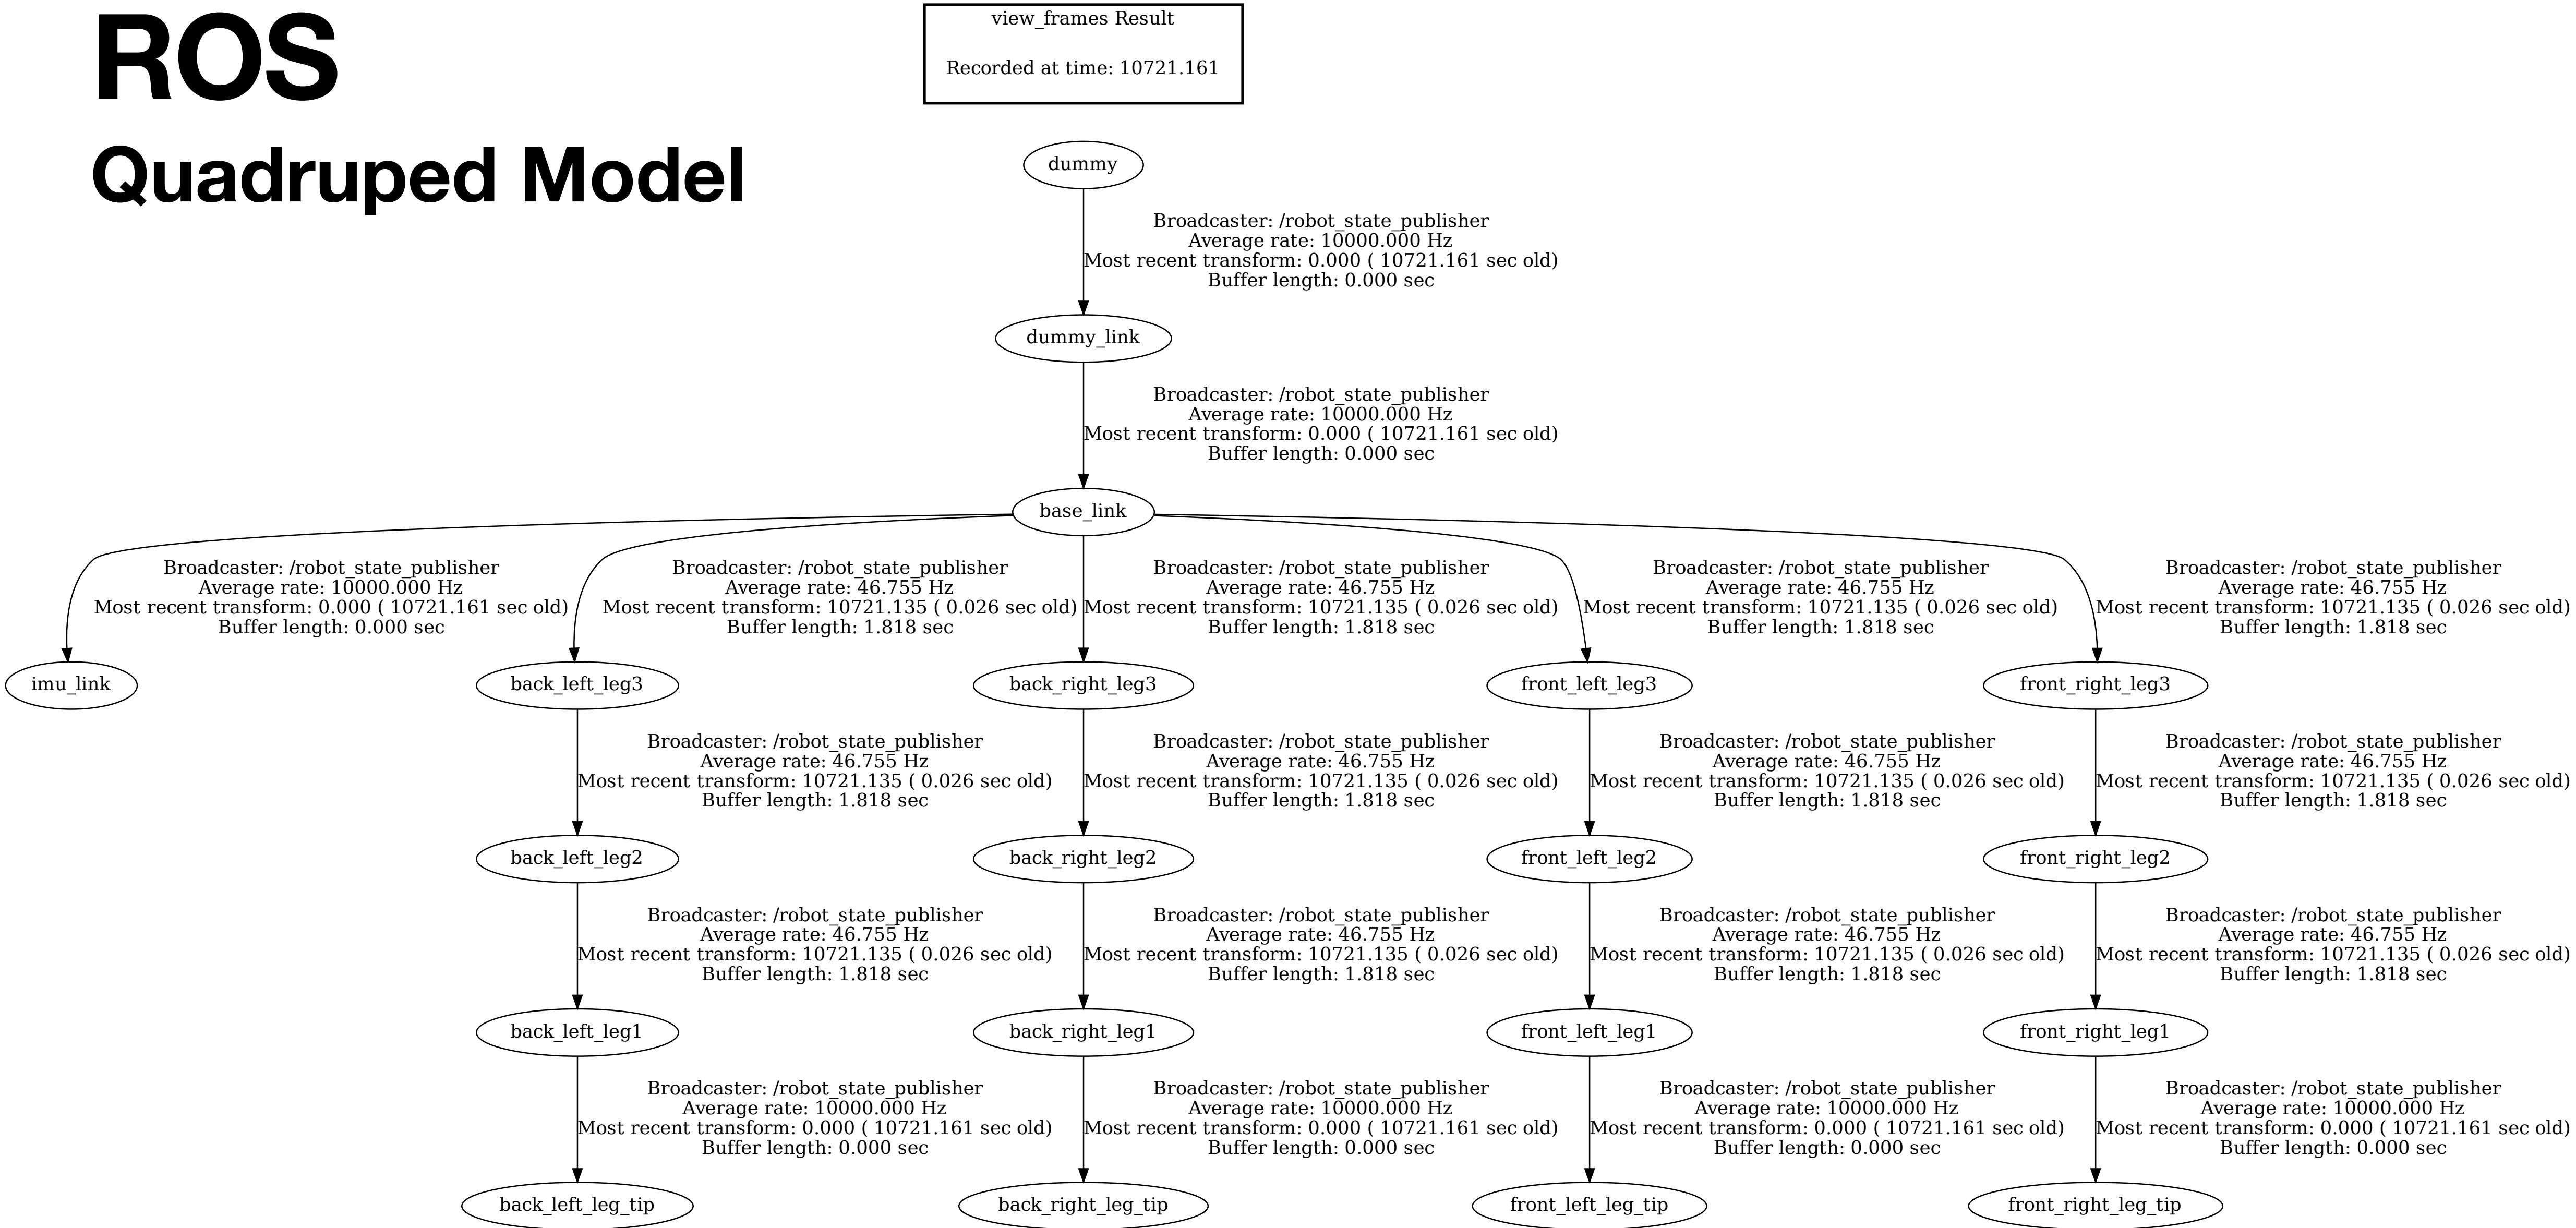 ROS
Quadruped Model
view_frames Result
Recorded at time: 10721.161
dummy
Broadcaster: /robot_state_publisher
Average rate: 10000.000 Hz
Most recent transform: 0.000 ( 10721.161 sec old)
Buffer length: 0.000 sec
dummy_link
Broadcaster: /robot_state_publisher
Average rate: 10000.000 Hz
Most recent transform: 0.000 ( 10721.161 sec old)
Buffer length: 0.000 sec
base_link
Broadcaster: /robot_state_publisher
Average rate: 10000.000 Hz
Most recent transform: 0.000 ( 10721.161 sec old)
Buffer length: 0.000 sec
Broadcaster: /robot_state_publisher
Average rate: 46.755 Hz
Most recent transform: 10721.135 ( 0.026 sec old)
Buffer length: 1.818 sec
Broadcaster: /robot_state_publisher
Average rate: 46.755 Hz
Most recent transform: 10721.135 ( 0.026 sec old)
Buffer length: 1.818 sec
Broadcaster: /robot_state_publisher
Average rate: 46.755 Hz
Most recent transform: 10721.135 ( 0.026 sec old)
Buffer length: 1.818 sec
Broadcaster: /robot_state_publisher
Average rate: 46.755 Hz
Most recent transform: 10721.135 ( 0.026 sec old)
Buffer length: 1.818 sec
imu_link
back_left_leg3
back_right_leg3
front_left_leg3
front_right_leg3
Broadcaster: /robot_state_publisher
Average rate: 46.755 Hz
Most recent transform: 10721.135 ( 0.026 sec old)
Buffer length: 1.818 sec
Broadcaster: /robot_state_publisher
Average rate: 46.755 Hz
Most recent transform: 10721.135 ( 0.026 sec old)
Buffer length: 1.818 sec
Broadcaster: /robot_state_publisher
Average rate: 46.755 Hz
Most recent transform: 10721.135 ( 0.026 sec old)
Buffer length: 1.818 sec
Broadcaster: /robot_state_publisher
Average rate: 46.755 Hz
Most recent transform: 10721.135 ( 0.026 sec old)
Buffer length: 1.818 sec
back_left_leg2
back_right_leg2
front_left_leg2
front_right_leg2
Broadcaster: /robot_state_publisher
Average rate: 46.755 Hz
Most recent transform: 10721.135 ( 0.026 sec old)
Buffer length: 1.818 sec
Broadcaster: /robot_state_publisher
Average rate: 46.755 Hz
Most recent transform: 10721.135 ( 0.026 sec old)
Buffer length: 1.818 sec
Broadcaster: /robot_state_publisher
Average rate: 46.755 Hz
Most recent transform: 10721.135 ( 0.026 sec old)
Buffer length: 1.818 sec
Broadcaster: /robot_state_publisher
Average rate: 46.755 Hz
Most recent transform: 10721.135 ( 0.026 sec old)
Buffer length: 1.818 sec
back_left_leg1
back_right_leg1
front_left_leg1
front_right_leg1
Broadcaster: /robot_state_publisher
Average rate: 10000.000 Hz
Most recent transform: 0.000 ( 10721.161 sec old)
Buffer length: 0.000 sec
Broadcaster: /robot_state_publisher
Average rate: 10000.000 Hz
Most recent transform: 0.000 ( 10721.161 sec old)
Buffer length: 0.000 sec
Broadcaster: /robot_state_publisher
Average rate: 10000.000 Hz
Most recent transform: 0.000 ( 10721.161 sec old)
Buffer length: 0.000 sec
Broadcaster: /robot_state_publisher
Average rate: 10000.000 Hz
Most recent transform: 0.000 ( 10721.161 sec old)
Buffer length: 0.000 sec
back_left_leg_tip
back_right_leg_tip
front_left_leg_tip
front_right_leg_tip